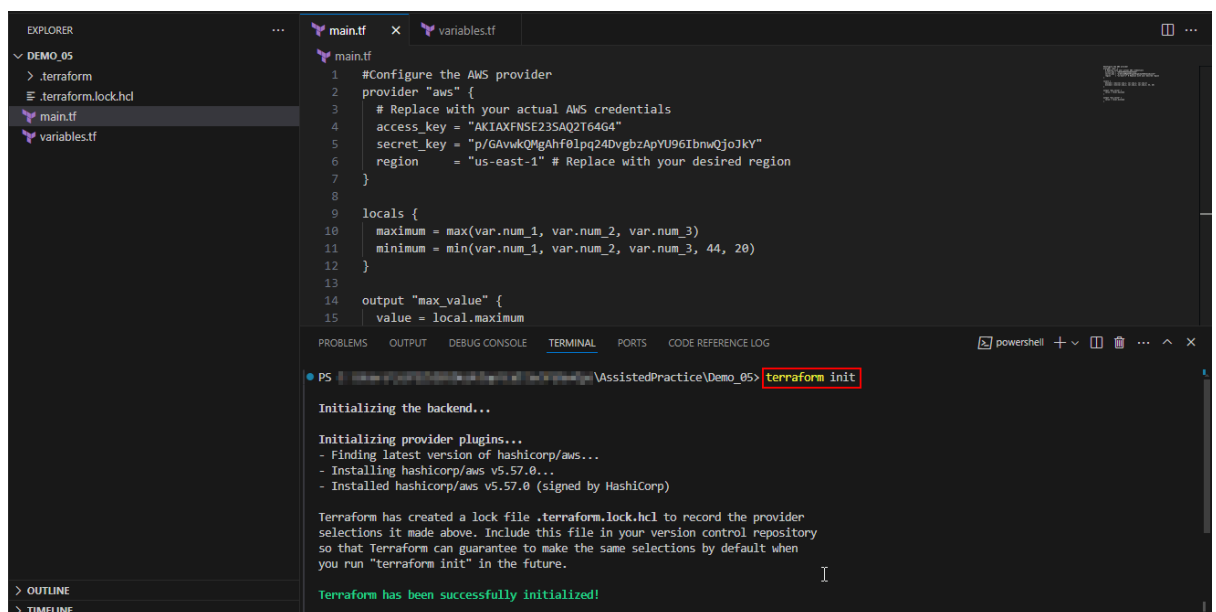 EXPLORER
DEMO_05
.terraform
.terraform.lock.hcl
main.tf
variables.tf
OUTLINE
TIMELINE
main.tf
variables.tf
main.tf
1 #Configure the AWS provider
2 provider "aws" {
3 # Replace with your actual AWS credentials
4 access_key = "AKIAXFNSE23SAQ2T64G4"
5 secret_key = "p/GAvwkQMgAhf0lpq24DvgbzApYU96IbnwQjoJkY"
6 region = "us-east-1" # Replace with your desired region
7 }
8
9 locals {
10 maximum = max(var.num_1, var.num_2, var.num_3)
11 minimum = min(var.num_1, var.num_2, var.num_3, 44, 20)
12 }
13
14 output "max_value" {
15 value = local.maximum
PROBLEMS OUTPUT DEBUG CONSOLE TERMINAL PORTS CODE REFERENCE LOG powershell
PS \AssistedPractice\Demo_05> terraform init
Initializing the backend...
Initializing provider plugins...
- Finding latest version of hashicorp/aws...
- Installing hashicorp/aws v5.57.0...
- Installed hashicorp/aws v5.57.0 (signed by HashiCorp)
Terraform has created a lock file .terraform.lock.hcl to record the provider
selections it made above. Include this file in your version control repository
so that Terraform can guarantee to make the same selections by default when
you run "terraform init" in the future.
Terraform has been successfully initialized!